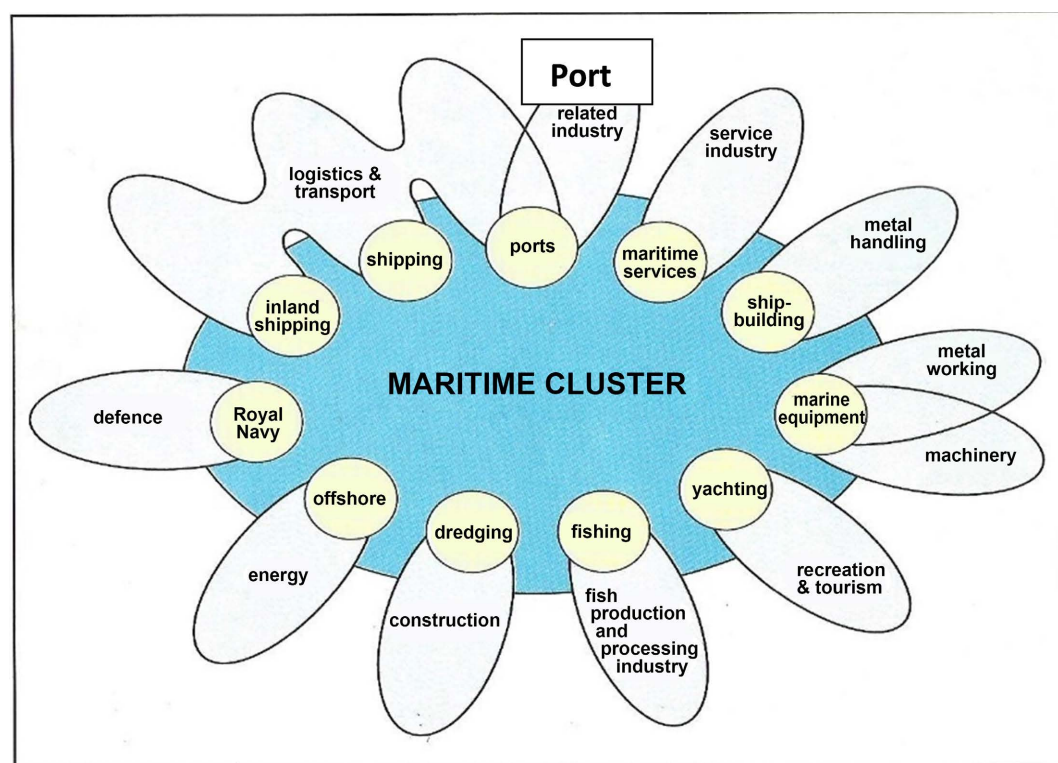 Port
related
industry
service
industry
logistics &
transport
metal
handling
ports
maritime
services
shipping
inland
shipping
ship-
building
metal
working
MARITIME CLUSTER
defence
Royal
Navy
marine
equipment
machinery
offshore
yachting
dredging
fishing
energy
recreation
& tourism
construction
fish
production
and
processing
industry